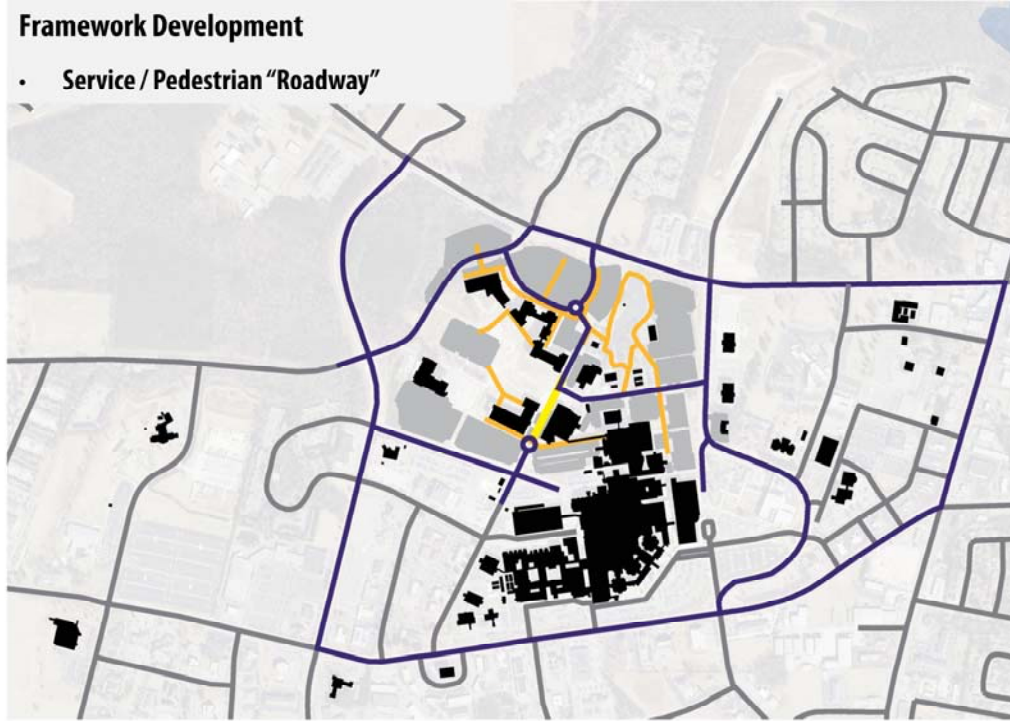 Framework Development
• Service / Pedestrian “Roadway”